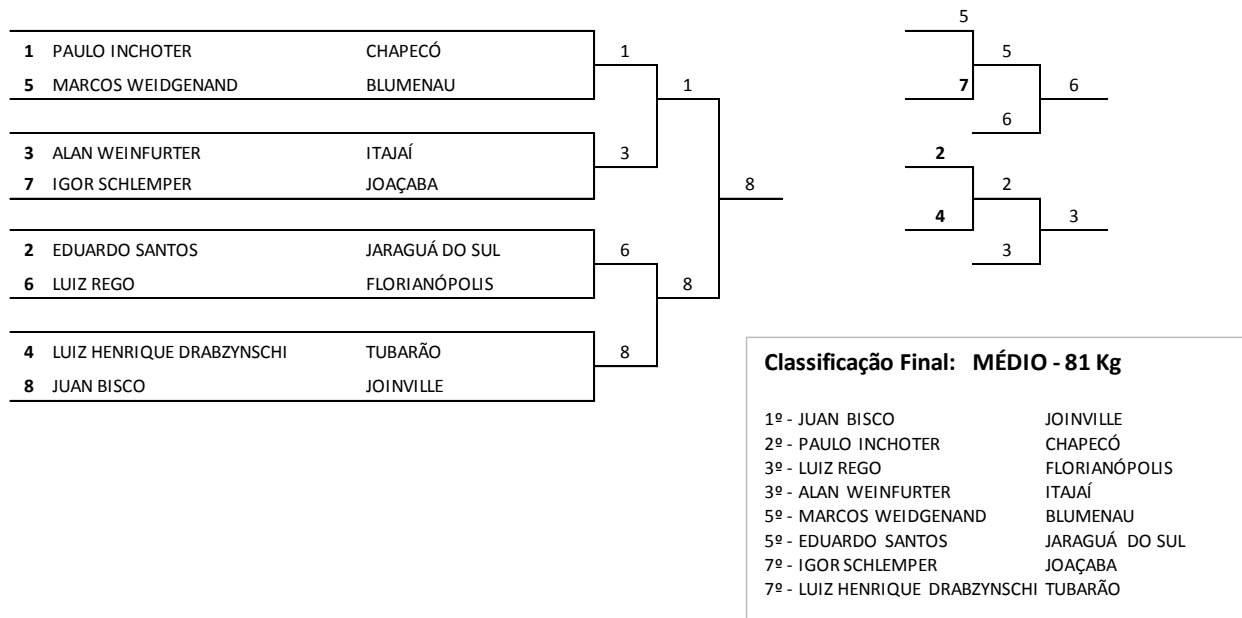 1 PAULO INCHOTER CHAPECÓ
5 MARCOS WEIDGENAND BLUMENAU
3 ALAN WEINFURTER ITAJAÍ
7 IGOR SCHLEMPER JOAÇABA
2 EDUARDO SANTOS JARAGUÁ DO SUL
6 LUIZ REGO FLORIANÓPOLIS
4 LUIZ HENRIQUE DRABZYNSCHI TUBARÃO
8 JUAN BISCO JOINVILLE
1
3
6
8
1
8
8
5
7
5
6
6
2
4
2
3
3
Classificação Final: MÉDIO - 81 Kg
1º - JUAN BISCO JOINVILLE
2º - PAULO INCHOTER CHAPECÓ
3º - LUIZ REGO FLORIANÓPOLIS
3º - ALAN WEINFURTER ITAJAÍ
5º - MARCOS WEIDGENAND BLUMENAU
5º - EDUARDO SANTOS JARAGUÁ DO SUL
7º - IGOR SCHLEMPER JOAÇABA
7º - LUIZ HENRIQUE DRABZYNSCHI TUBARÃO